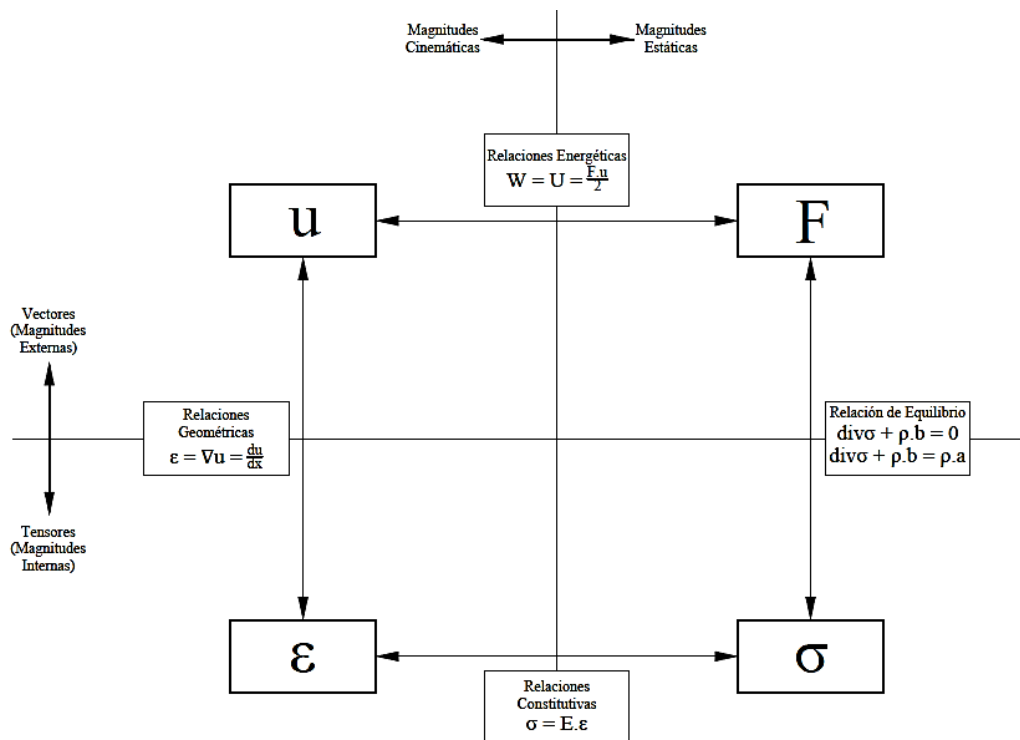 Magnitudes
Cinemáticas
Magnitudes
Estáticas
Relaciones Energéticas
W = U = F.u/2
u
F
Vectores
(Magnitudes
Externas)
Relaciones
Geométricas
ε = ∇u = du/dx
Relación de Equilibrio
divσ + ρ.b = 0
divσ + ρ.b = ρ.a
Tensores
(Magnitudes
Internas)
ε
σ
Relaciones
Constitutivas
σ = E.ε